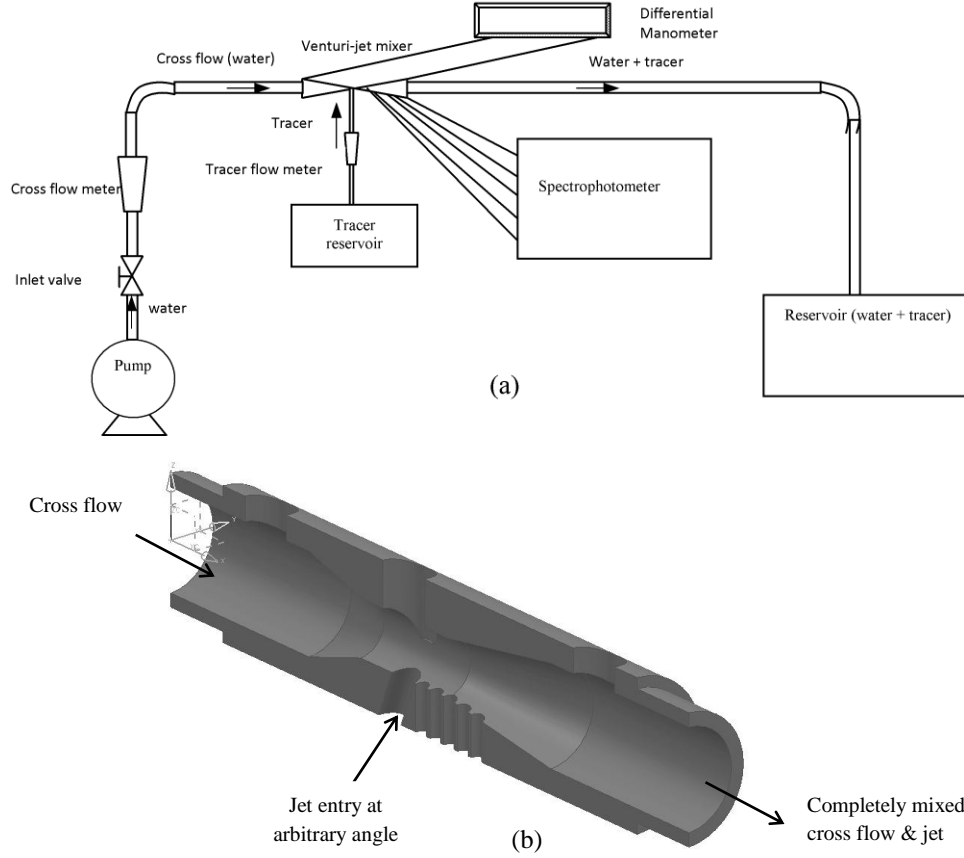 Differential
Manometer
Venturi-jet mixer
Cross flow (water)
Water + tracer
Tracer
Cross flow meter
Tracer flow meter
Spectrophotometer
Tracer
reservoir
Inlet valve
water
Reservoir (water + tracer)
Pump
(a)
Z
Cross flow
Y
X
Jet entry at
arbitrary angle
(b)
Completely mixed
cross flow & jet